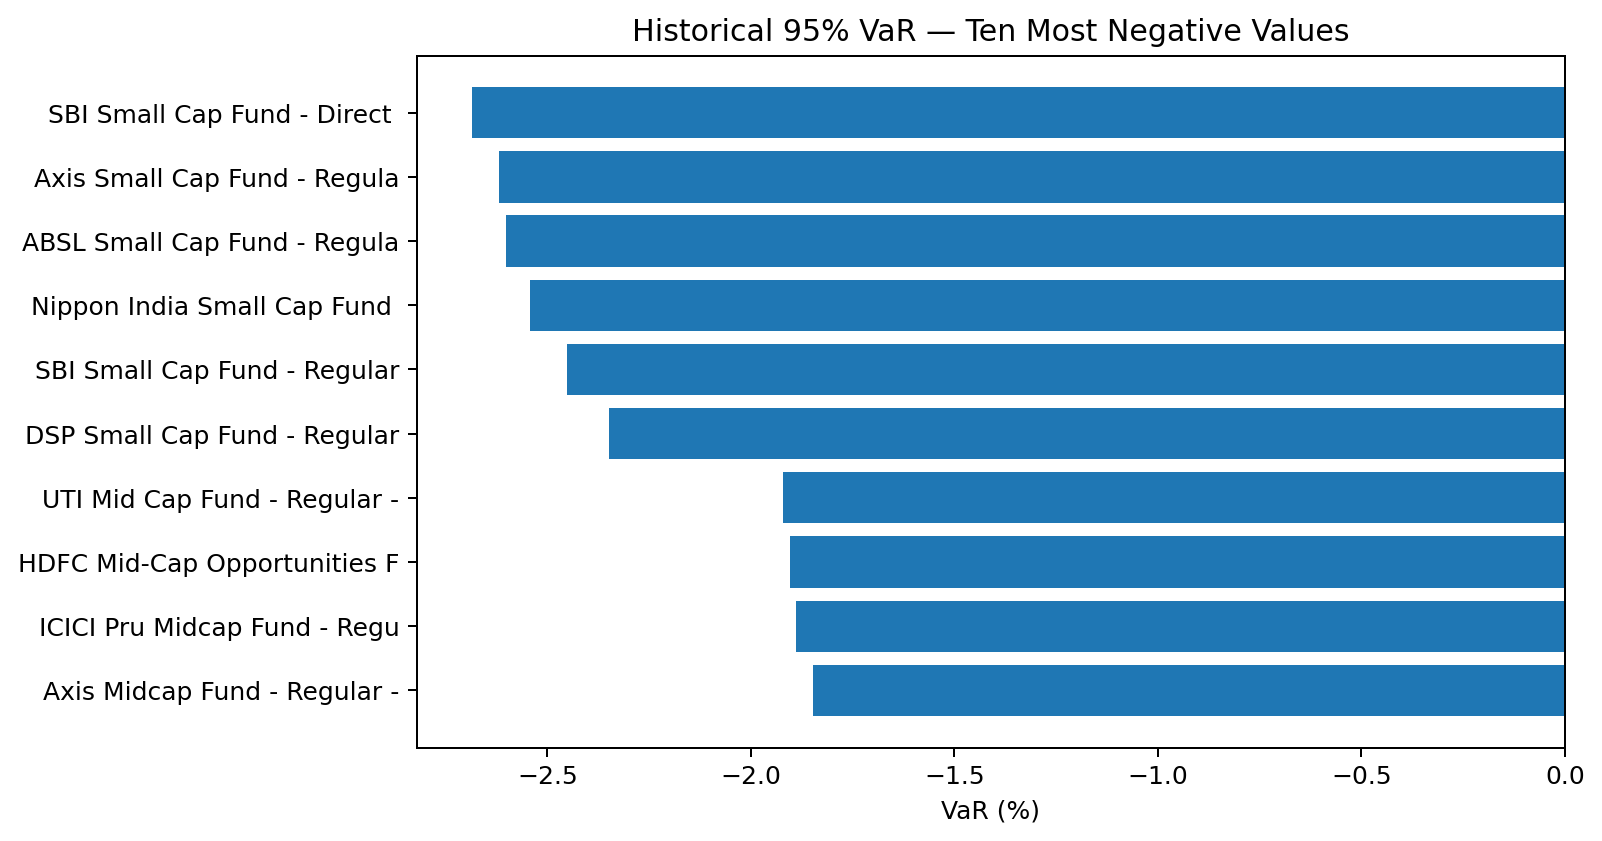 Historical 95% VaR — Ten Most Negative Values
SBI Small Cap Fund - Direct
Axis Small Cap Fund - Regula
ABSL Small Cap Fund - Regula
Nippon India Small Cap Fund
SBI Small Cap Fund - Regular
DSP Small Cap Fund - Regular
UTI Mid Cap Fund - Regular -
HDFC Mid-Cap Opportunities F
ICICI Pru Midcap Fund - Regu
Axis Midcap Fund - Regular -
−2.5 −2.0 −1.5 −1.0 −0.5 0.0
VaR (%)